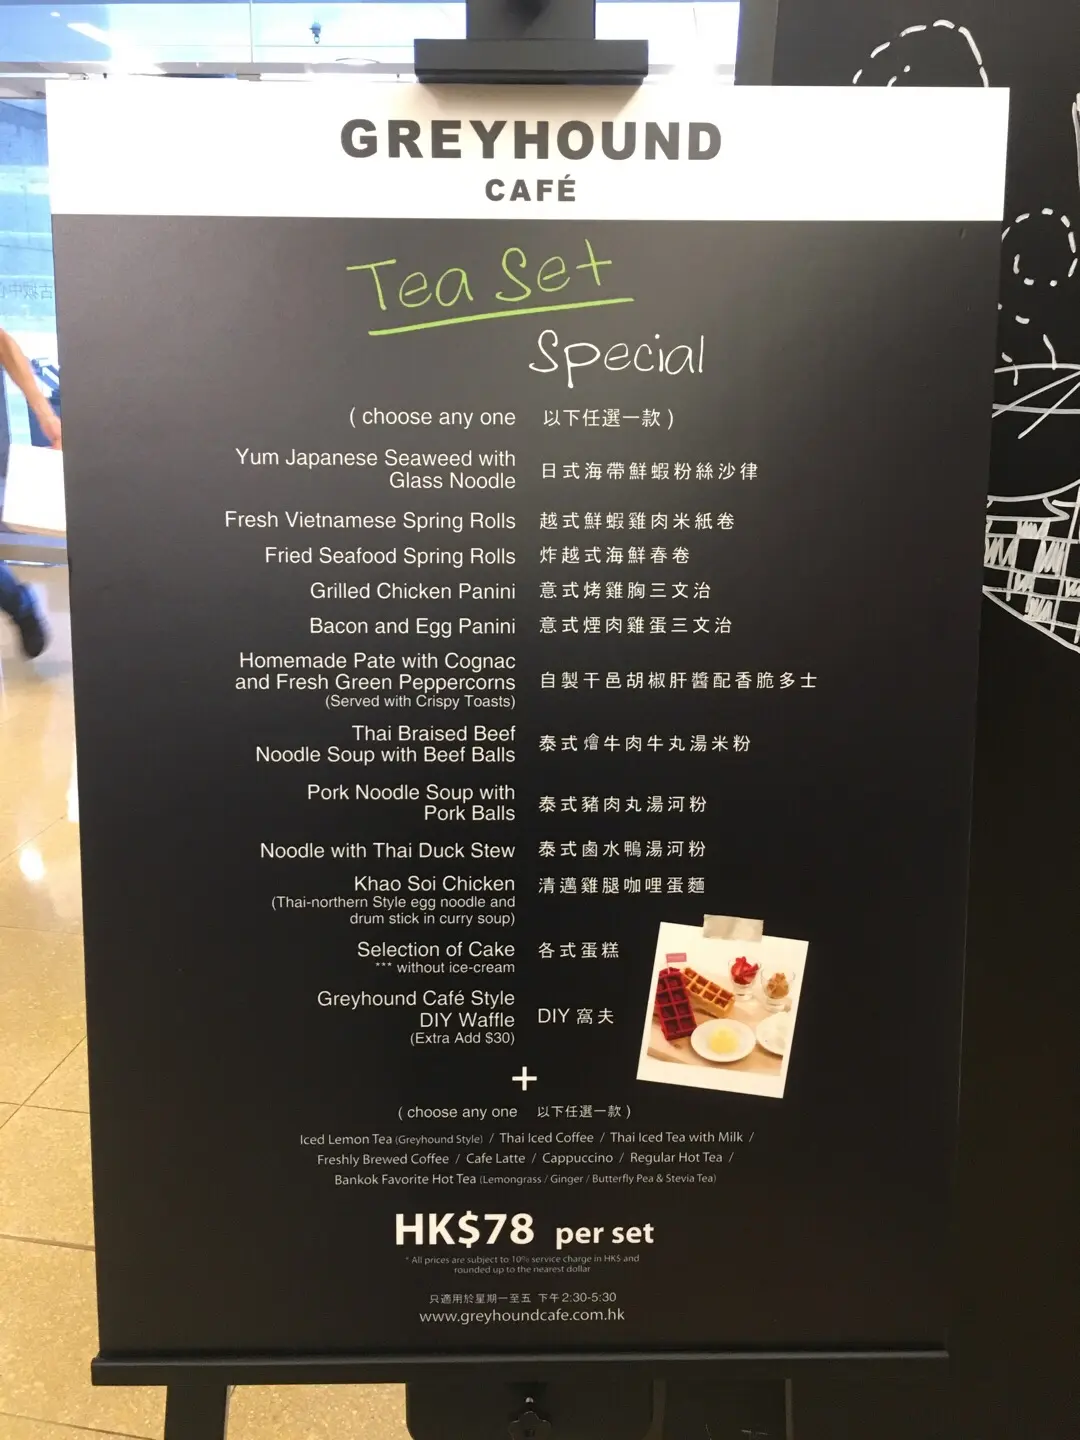 GREYHOUND
CAFÉ
Tea Set
Special
( choose any one 以下任選一款 )
Yum Japanese Seaweed with
Glass Noodle
日式海帶鮮蝦粉絲沙律
Fresh Vietnamese Spring Rolls 越式鮮蝦雞肉米紙卷
Fried Seafood Spring Rolls 炸越式海鮮春卷
Grilled Chicken Panini 意式烤雞胸三文治
Bacon and Egg Panini 意式煙肉雞蛋三文治
Homemade Pate with Cognac
and Fresh Green Peppercorns
(Served with Crispy Toasts)
自製干邑胡椒肝醬配香脆多士
Thai Braised Beef
Noodle Soup with Beef Balls
泰式燴牛肉牛丸湯米粉
Pork Noodle Soup with
Pork Balls
泰式豬肉丸湯河粉
Noodle with Thai Duck Stew 泰式鹵水鴨湯河粉
Khao Soi Chicken 清邁雞腿咖哩蛋麵
(Thai-northern Style egg noodle and
drum stick in curry soup)
Selection of Cake 各式蛋糕
*** without ice-cream
Greyhound Café Style
DIY Waffle
(Extra Add $30)
DIY 窩夫
+
( choose any one 以下任選一款 )
Iced Lemon Tea (Greyhound Style) / Thai Iced Coffee / Thai Iced Tea with Milk /
Freshly Brewed Coffee / Cafe Latte / Cappuccino / Regular Hot Tea /
Bankok Favorite Hot Tea (Lemongrass / Ginger / Butterfly Pea & Stevia Tea)
HK$78 per set
* All prices are subject to 10% service charge in HK$ and
rounded up to the nearest dollar
只適用於星期一至五 下午2:30-5:30
www.greyhoundcafe.com.hk